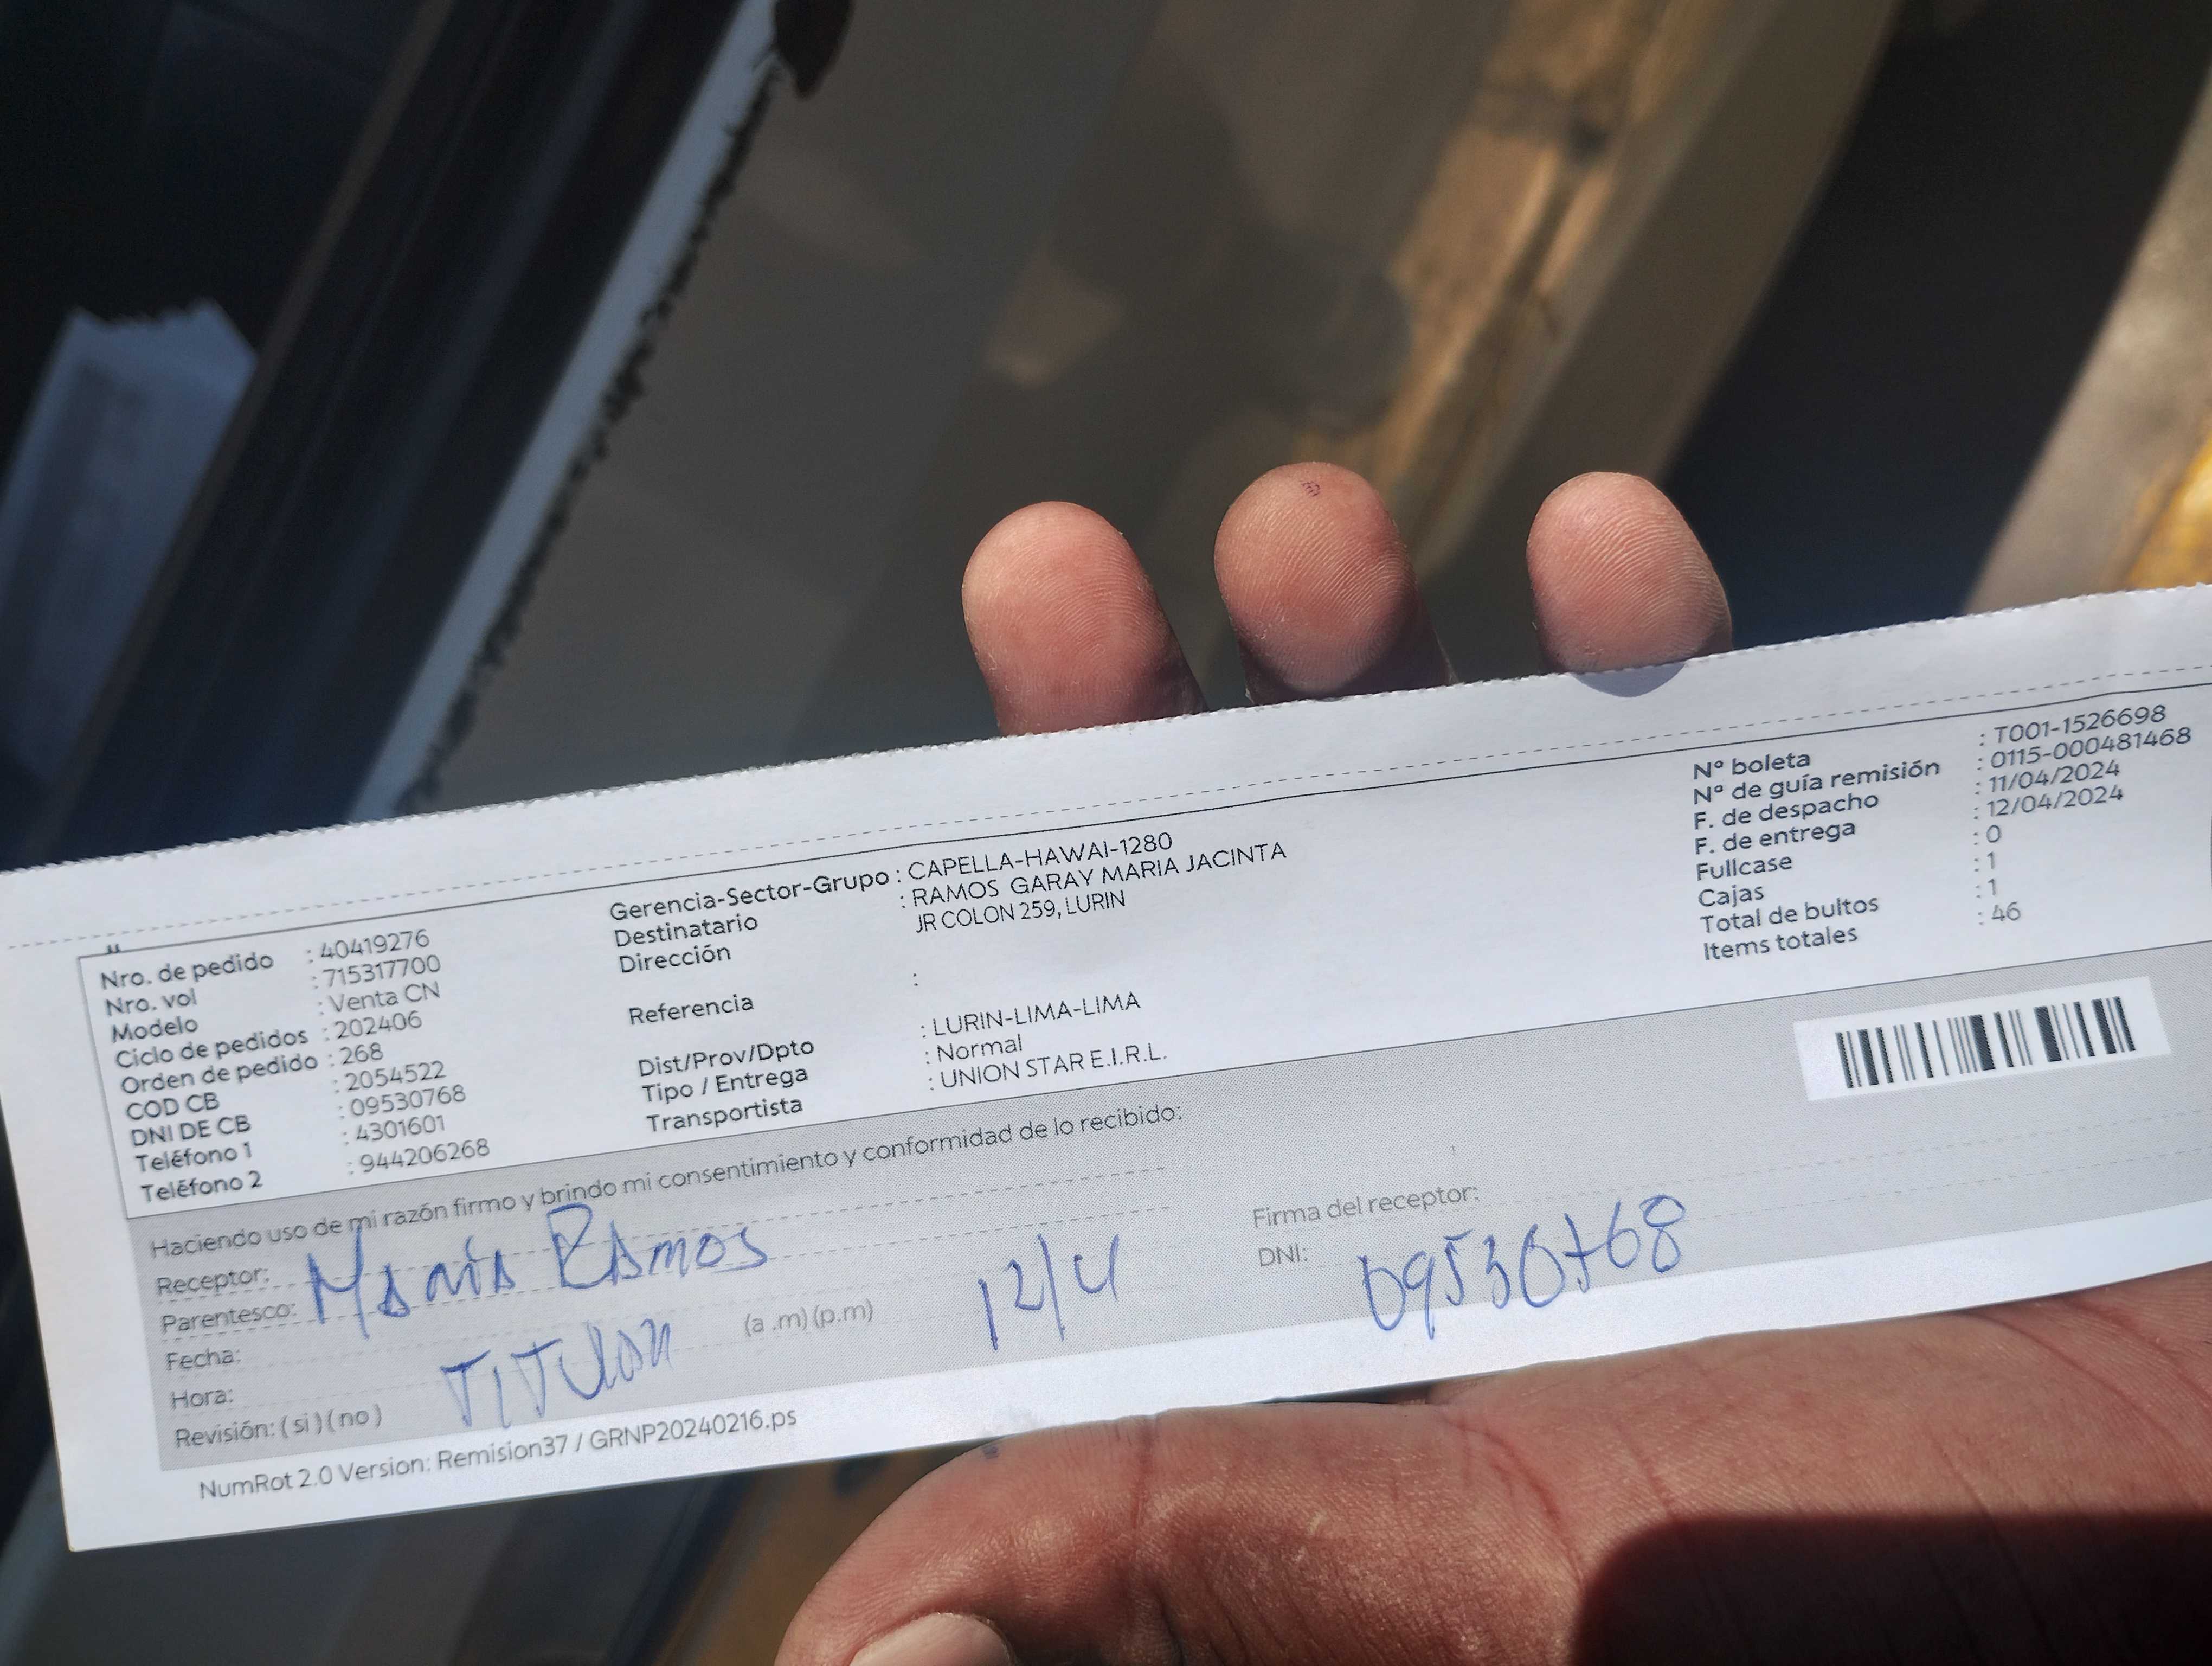 Nro. de pedido : 40419276
Nro. vol : 715317700
Modelo : Venta CN
Ciclo de pedidos : 202406
Orden de pedido : 268
COD CB : 2054522
DNI DE CB : 09530768
Teléfono 1 : 4301601
Teléfono 2 : 944206268
Gerencia-Sector-Grupo : CAPELLA-HAWAI-1280
Destinatario : RAMOS GARAY MARIA JACINTA
Dirección JR COLON 259, LURIN
Referencia :
Dist/Prov/Dpto : LURIN-LIMA-LIMA
Tipo / Entrega : Normal
Transportista : UNION STAR E.I.R.L.
N° boleta : T001-1526698
N° de guía remisión : 0115-000481468
F. de despacho : 11/04/2024
F. de entrega : 12/04/2024
Fullcase : 0
Cajas : 1
Total de bultos : 1
Items totales : 46
Haciendo uso de mi razón firmo y brindo mi consentimiento y conformidad de lo recibido:
Receptor: María Ramos
Parentesco:
Fecha: 12/4
Hora: (a .m) (p.m)
Revisión: ( si ) ( no ) TITULAR
Firma del receptor:
DNI: 09530768
NumRot 2.0 Version: Remision37 / GRNP20240216.ps